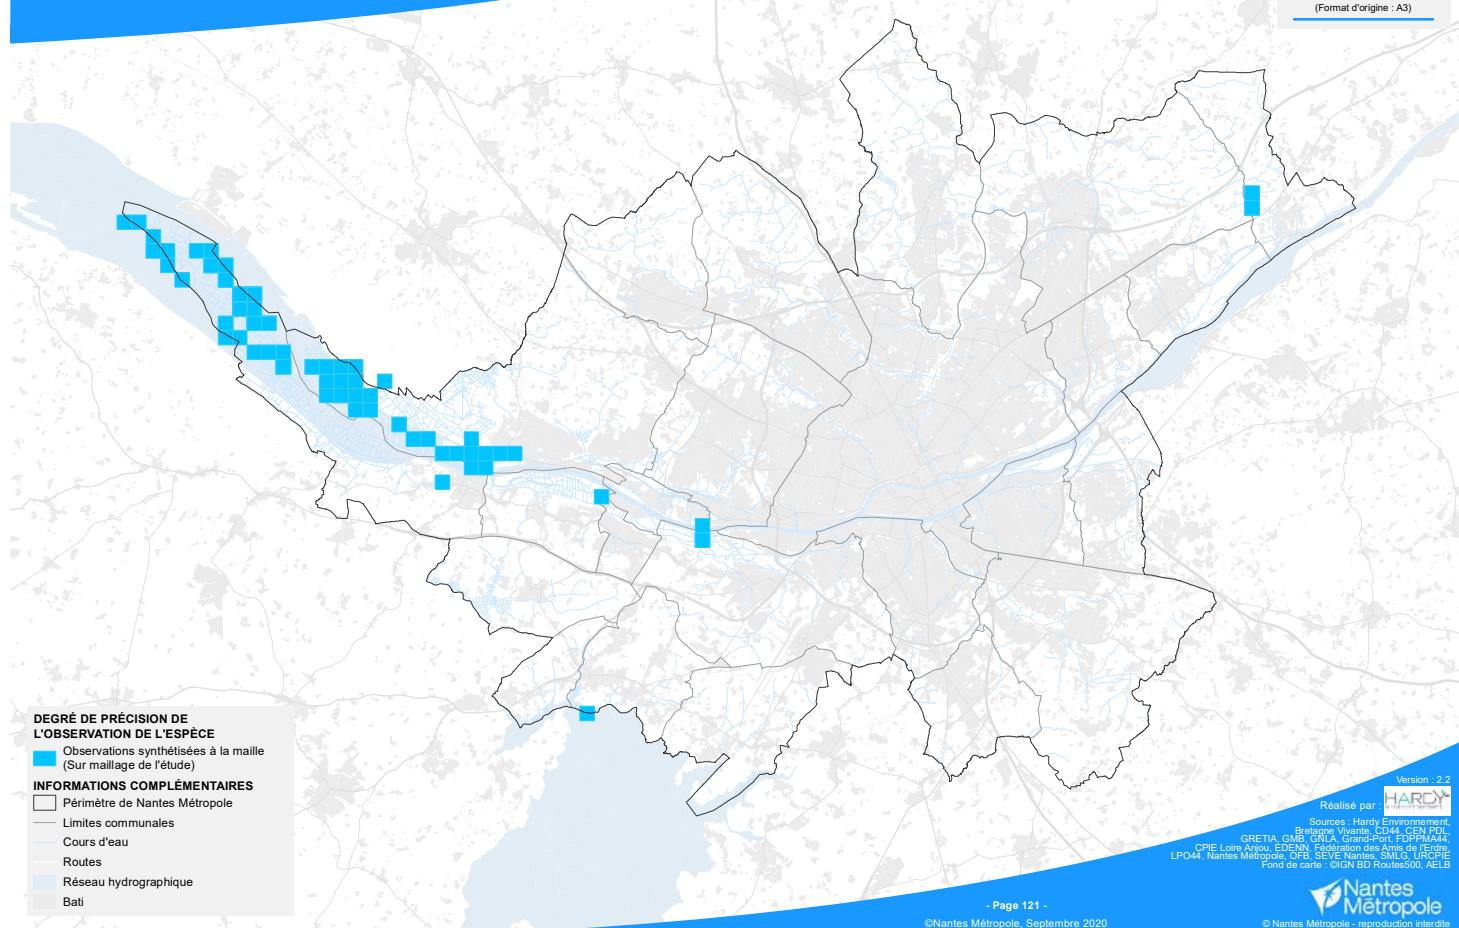 (Format d'origine : A3)
DEGRÉ DE PRÉCISION DE
L'OBSERVATION DE L'ESPÈCE
Observations synthétisées à la maille
(Sur maillage de l'étude)
INFORMATIONS COMPLÉMENTAIRES
Périmètre de Nantes Métropole
Limites communales
Cours d'eau
Routes
Réseau hydrographique
Bati
Version : 2.2
Réalisé par :
HARDY
Sources : Hardy Environnement,
Bretagne Vivante, CD44, CEN PDL,
GRETIA, GMB, GNLA, Grand-Port, FDPPMA44,
CPIE Loire Anjou, EDENN, Fédération des Amis de l'Erdre,
LPO44, Nantes Métropole, OFB, SEVE Nantes, SMLG, URCPIE
Fond de carte : ©IGN BD Routes500, AELB
Nantes
Métropole
- Page 121 -
©Nantes Métropole, Septembre 2020
© Nantes Métropole - reproduction interdite